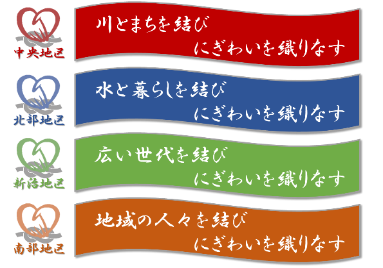 川とまちを結び
にぎわいを織りなす
中央地区
水と暮らしを結び
にぎわいを織りなす
北部地区
広い世代を結び
にぎわいを織りなす
新沼地区
地域の人々を結び
にぎわいを織りなす
南部地区